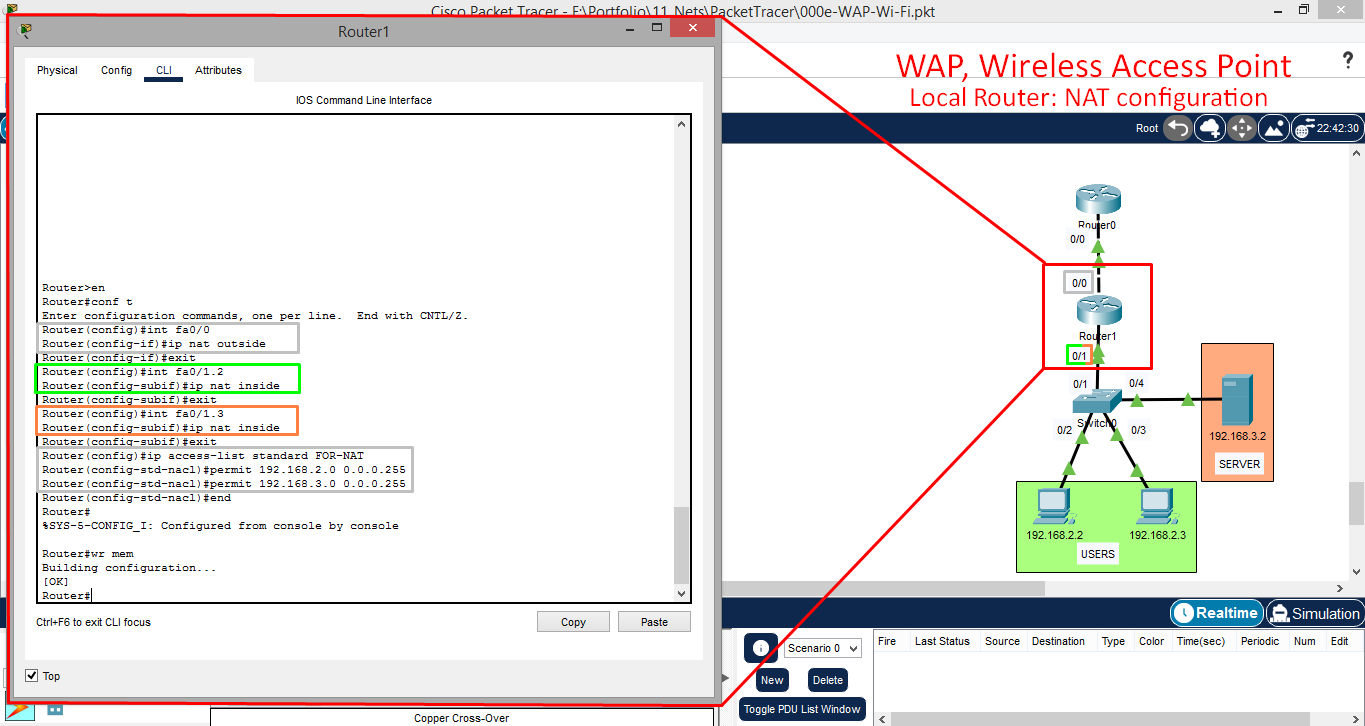 Cisco Packet Tracer - F:\Portfolio\11_Nets\PacketTracer\000e-WAP-Wi-Fi.pkt
Router1
Physical Config CLI Attributes
IOS Command Line Interface
Router>en
Router#conf t
Enter configuration commands, one per line. End with CNTL/Z.
Router(config)#int fa0/0
Router(config-if)#ip nat outside
Router(config-if)#exit
Router(config)#int fa0/1.2
Router(config-subif)#ip nat inside
Router(config-subif)#exit
Router(config)#int fa0/1.3
Router(config-subif)#ip nat inside
Router(config-subif)#exit
Router(config)#ip access-list standard FOR-NAT
Router(config-std-nacl)#permit 192.168.2.0 0.0.0.255
Router(config-std-nacl)#permit 192.168.3.0 0.0.0.255
Router(config-std-nacl)#end
Router#
%SYS-5-CONFIG_I: Configured from console by console
Router#wr mem
Building configuration...
[OK]
Router#
Ctrl+F6 to exit CLI focus
Copy Paste
Top
WAP, Wireless Access Point
Local Router: NAT configuration
?
Root 22:42:30
Router0
0/0
0/0
Router1
0/1
0/1 0/4
Switch0
0/2 0/3
192.168.3.2
SERVER
192.168.2.2 192.168.2.3
USERS
Realtime Simulation
Scenario 0
New Delete
Toggle PDU List Window
Fire Last Status Source Destination Type Color Time(sec) Periodic Num Edit
Copper Cross-Over